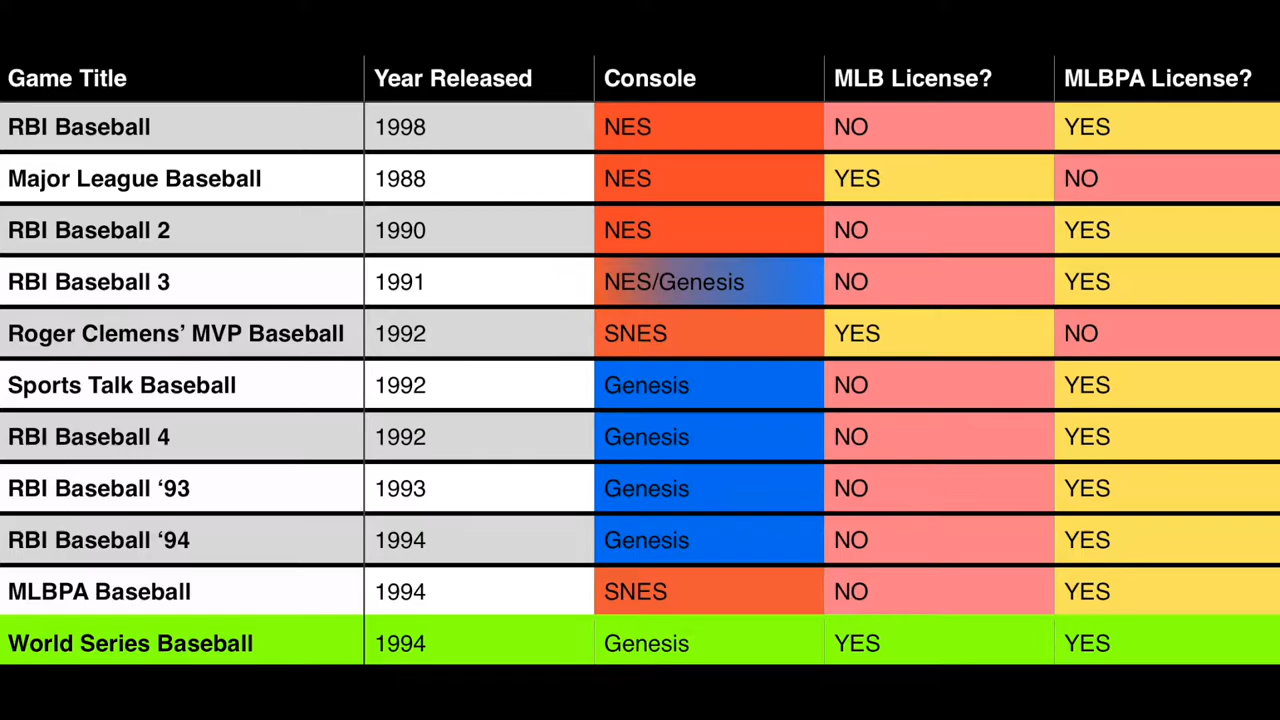 Game Title Year Released Console MLB License? MLBPA License?
RBI Baseball 1998 NES NO YES
Major League Baseball 1988 NES YES NO
RBI Baseball 2 1990 NES NO YES
RBI Baseball 3 1991 NES/Genesis NO YES
Roger Clemens’ MVP Baseball 1992 SNES YES NO
Sports Talk Baseball 1992 Genesis NO YES
RBI Baseball 4 1992 Genesis NO YES
RBI Baseball ‘93 1993 Genesis NO YES
RBI Baseball ‘94 1994 Genesis NO YES
MLBPA Baseball 1994 SNES NO YES
World Series Baseball 1994 Genesis YES YES